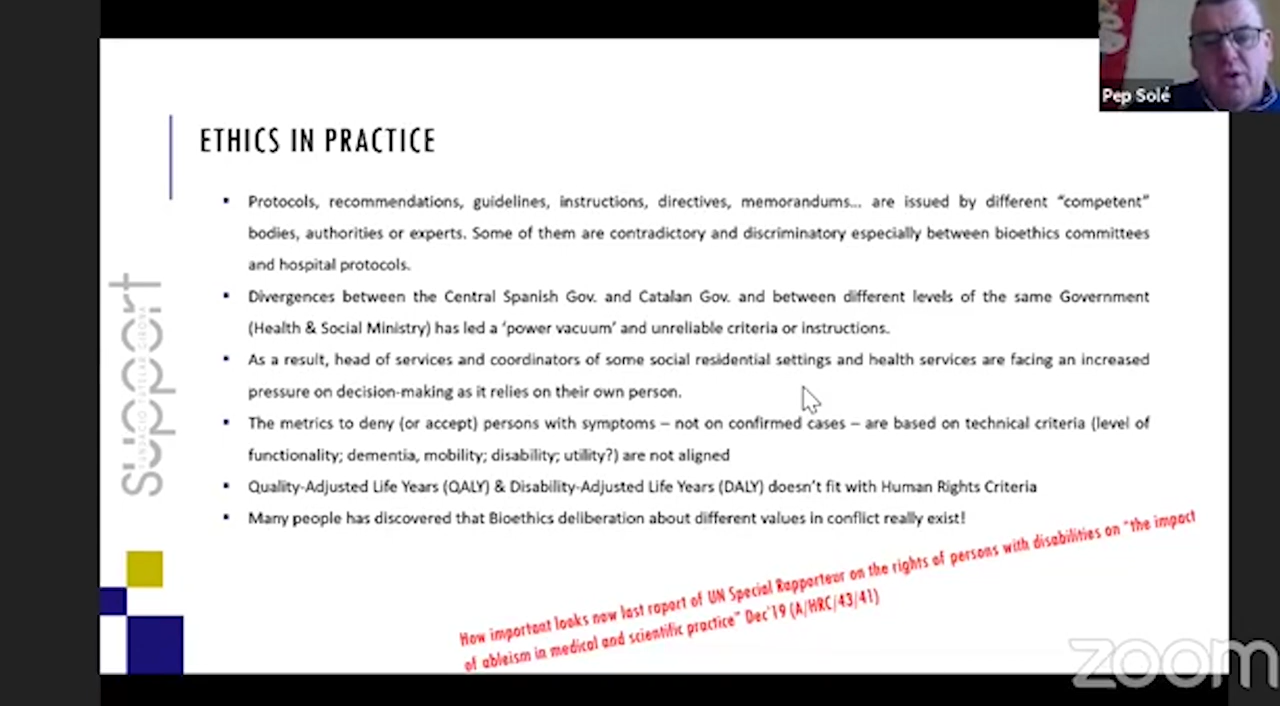 Pep Solé
ETHICS IN PRACTICE
Protocols, recommendations, guidelines, instructions, directives, memorandums... are issued by different “competent”
bodies, authorities or experts. Some of them are contradictory and discriminatory especially between bioethics committees
and hospital protocols.
Divergences between the Central Spanish Gov. and Catalan Gov. and between different levels of the same Government
(Health & Social Ministry) has led a ‘power vacuum’ and unreliable criteria or instructions.
As a result, head of services and coordinators of some social residential settings and health services are facing an increased
pressure on decision-making as it relies on their own person.
The metrics to deny (or accept) persons with symptoms – not on confirmed cases – are based on technical criteria (level of
functionality; dementia, mobility; disability; utility?) are not aligned
Quality-Adjusted Life Years (QALY) & Disability-Adjusted Life Years (DALY) doesn’t fit with Human Rights Criteria
Many people has discovered that Bioethics deliberation about different values in conflict really exist!
How important looks now last raport of UN Special Rapporteur on the rights of persons with disabilities on “the impact
of ableism in medical and scientific practice” Dec'19 (A/HRC/43/41)
Support
FUNDACIÓ TUTELAR GIRONA
zoom